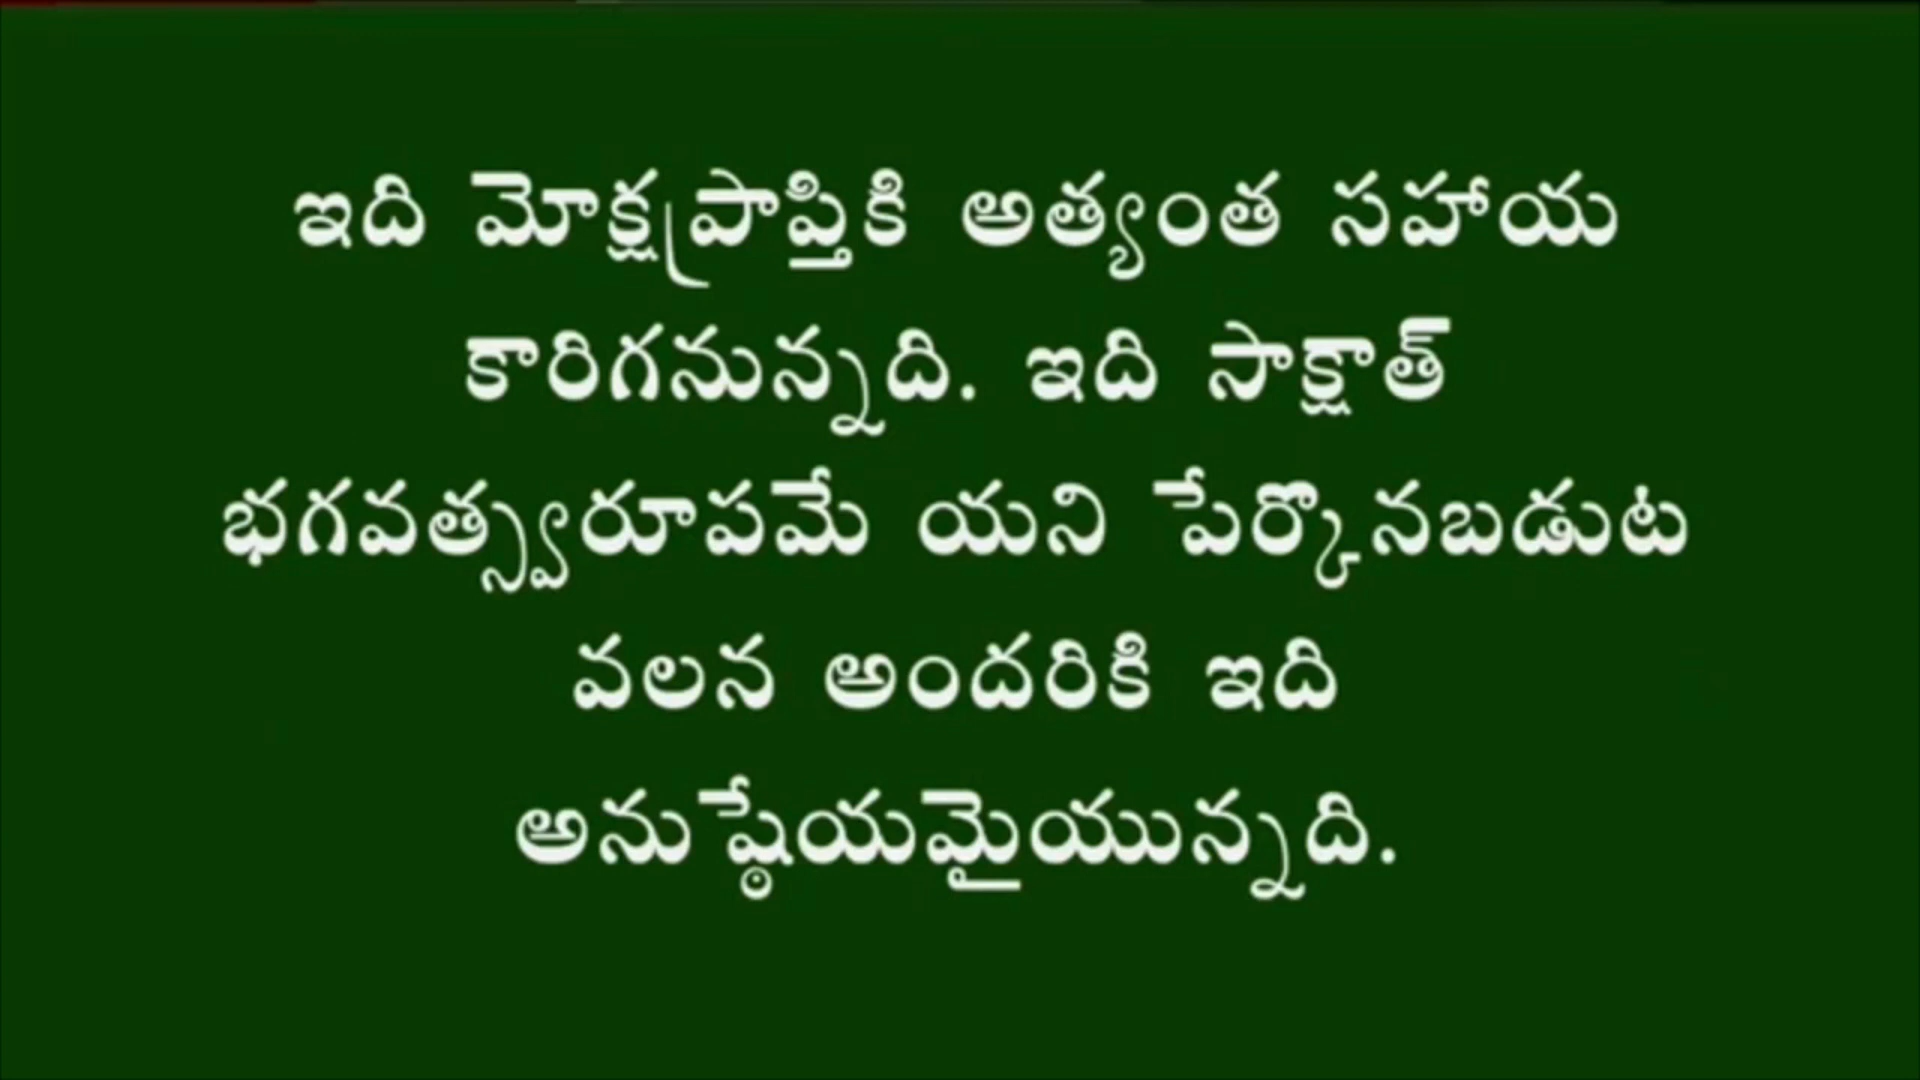 ఇది మోక్షప్రాప్తికి అత్యంత సహాయ
కారిగనున్నది. ఇది సాక్షాత్
భగవత్స్వరూపమే యని పేర్కొనబడుట
వలన అందరికి ఇది
అనుష్ఠేయమైయున్నది.